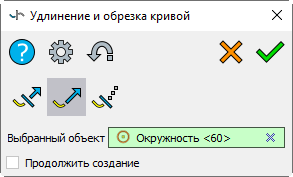 Удлинение и обрезка кривой
Выбранный объект Окружность <60>
Продолжить создание